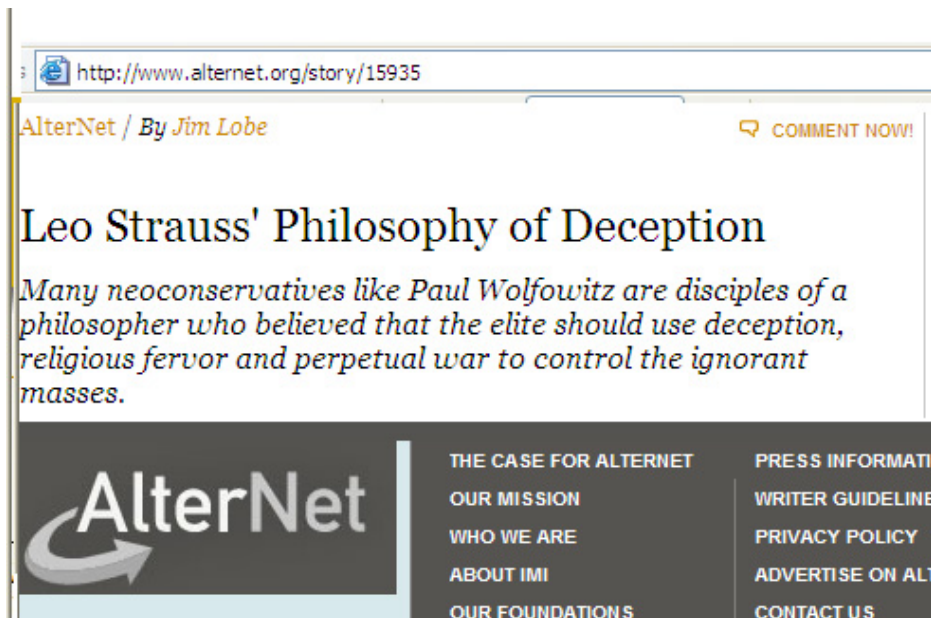 http://www.alternet.org/story/15935
AlterNet / By Jim Lobe
COMMENT NOW!
Leo Strauss' Philosophy of Deception
Many neoconservatives like Paul Wolfowitz are disciples of a
philosopher who believed that the elite should use deception,
religious fervor and perpetual war to control the ignorant
masses.
AlterNet
THE CASE FOR ALTERNET
OUR MISSION
WHO WE ARE
ABOUT IMI
OUR FOUNDATIONS
PRESS INFORMATI
WRITER GUIDELINE
PRIVACY POLICY
ADVERTISE ON ALT
CONTACT US